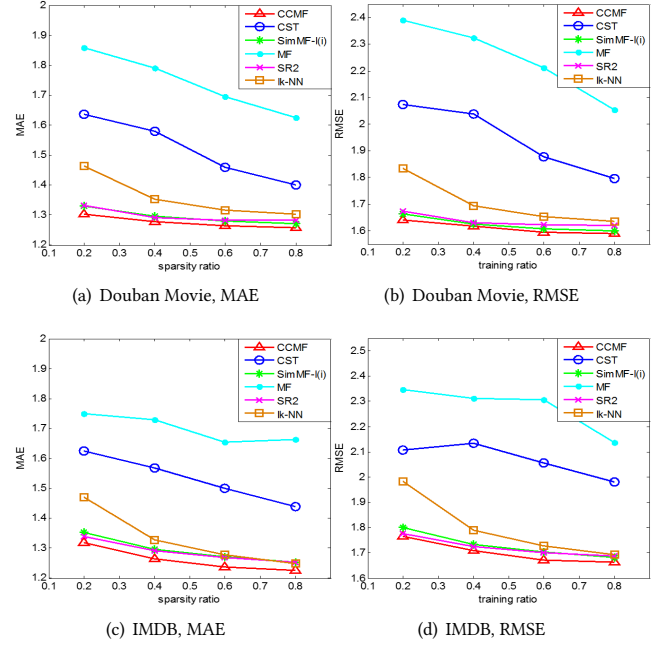 2
1.9
1.8
1.7
1.6
1.5
1.4
1.3
1.2
MAE
0.1 0.2 0.3 0.4 0.5 0.6 0.7 0.8 0.9
sparsity ratio
CCMF
CST
SimMF-I(i)
MF
SR2
Ik-NN
(a) Douban Movie, MAE
2.5
2.4
2.3
2.2
2.1
2
1.9
1.8
1.7
1.6
RMSE
0.1 0.2 0.3 0.4 0.5 0.6 0.7 0.8 0.9
training ratio
CCMF
CST
SimMF-I(i)
MF
SR2
Ik-NN
(b) Douban Movie, RMSE
2
1.9
1.8
1.7
1.6
1.5
1.4
1.3
1.2
MAE
0.1 0.2 0.3 0.4 0.5 0.6 0.7 0.8 0.9
sparsity ratio
CCMF
CST
SimMF-I(i)
MF
SR2
Ik-NN
(c) IMDB, MAE
2.6
2.5
2.4
2.3
2.2
2.1
2
1.9
1.8
1.7
1.6
RMSE
0.1 0.2 0.3 0.4 0.5 0.6 0.7 0.8 0.9
training ratio
CCMF
CST
SimMF-I(i)
MF
SR2
Ik-NN
(d) IMDB, RMSE